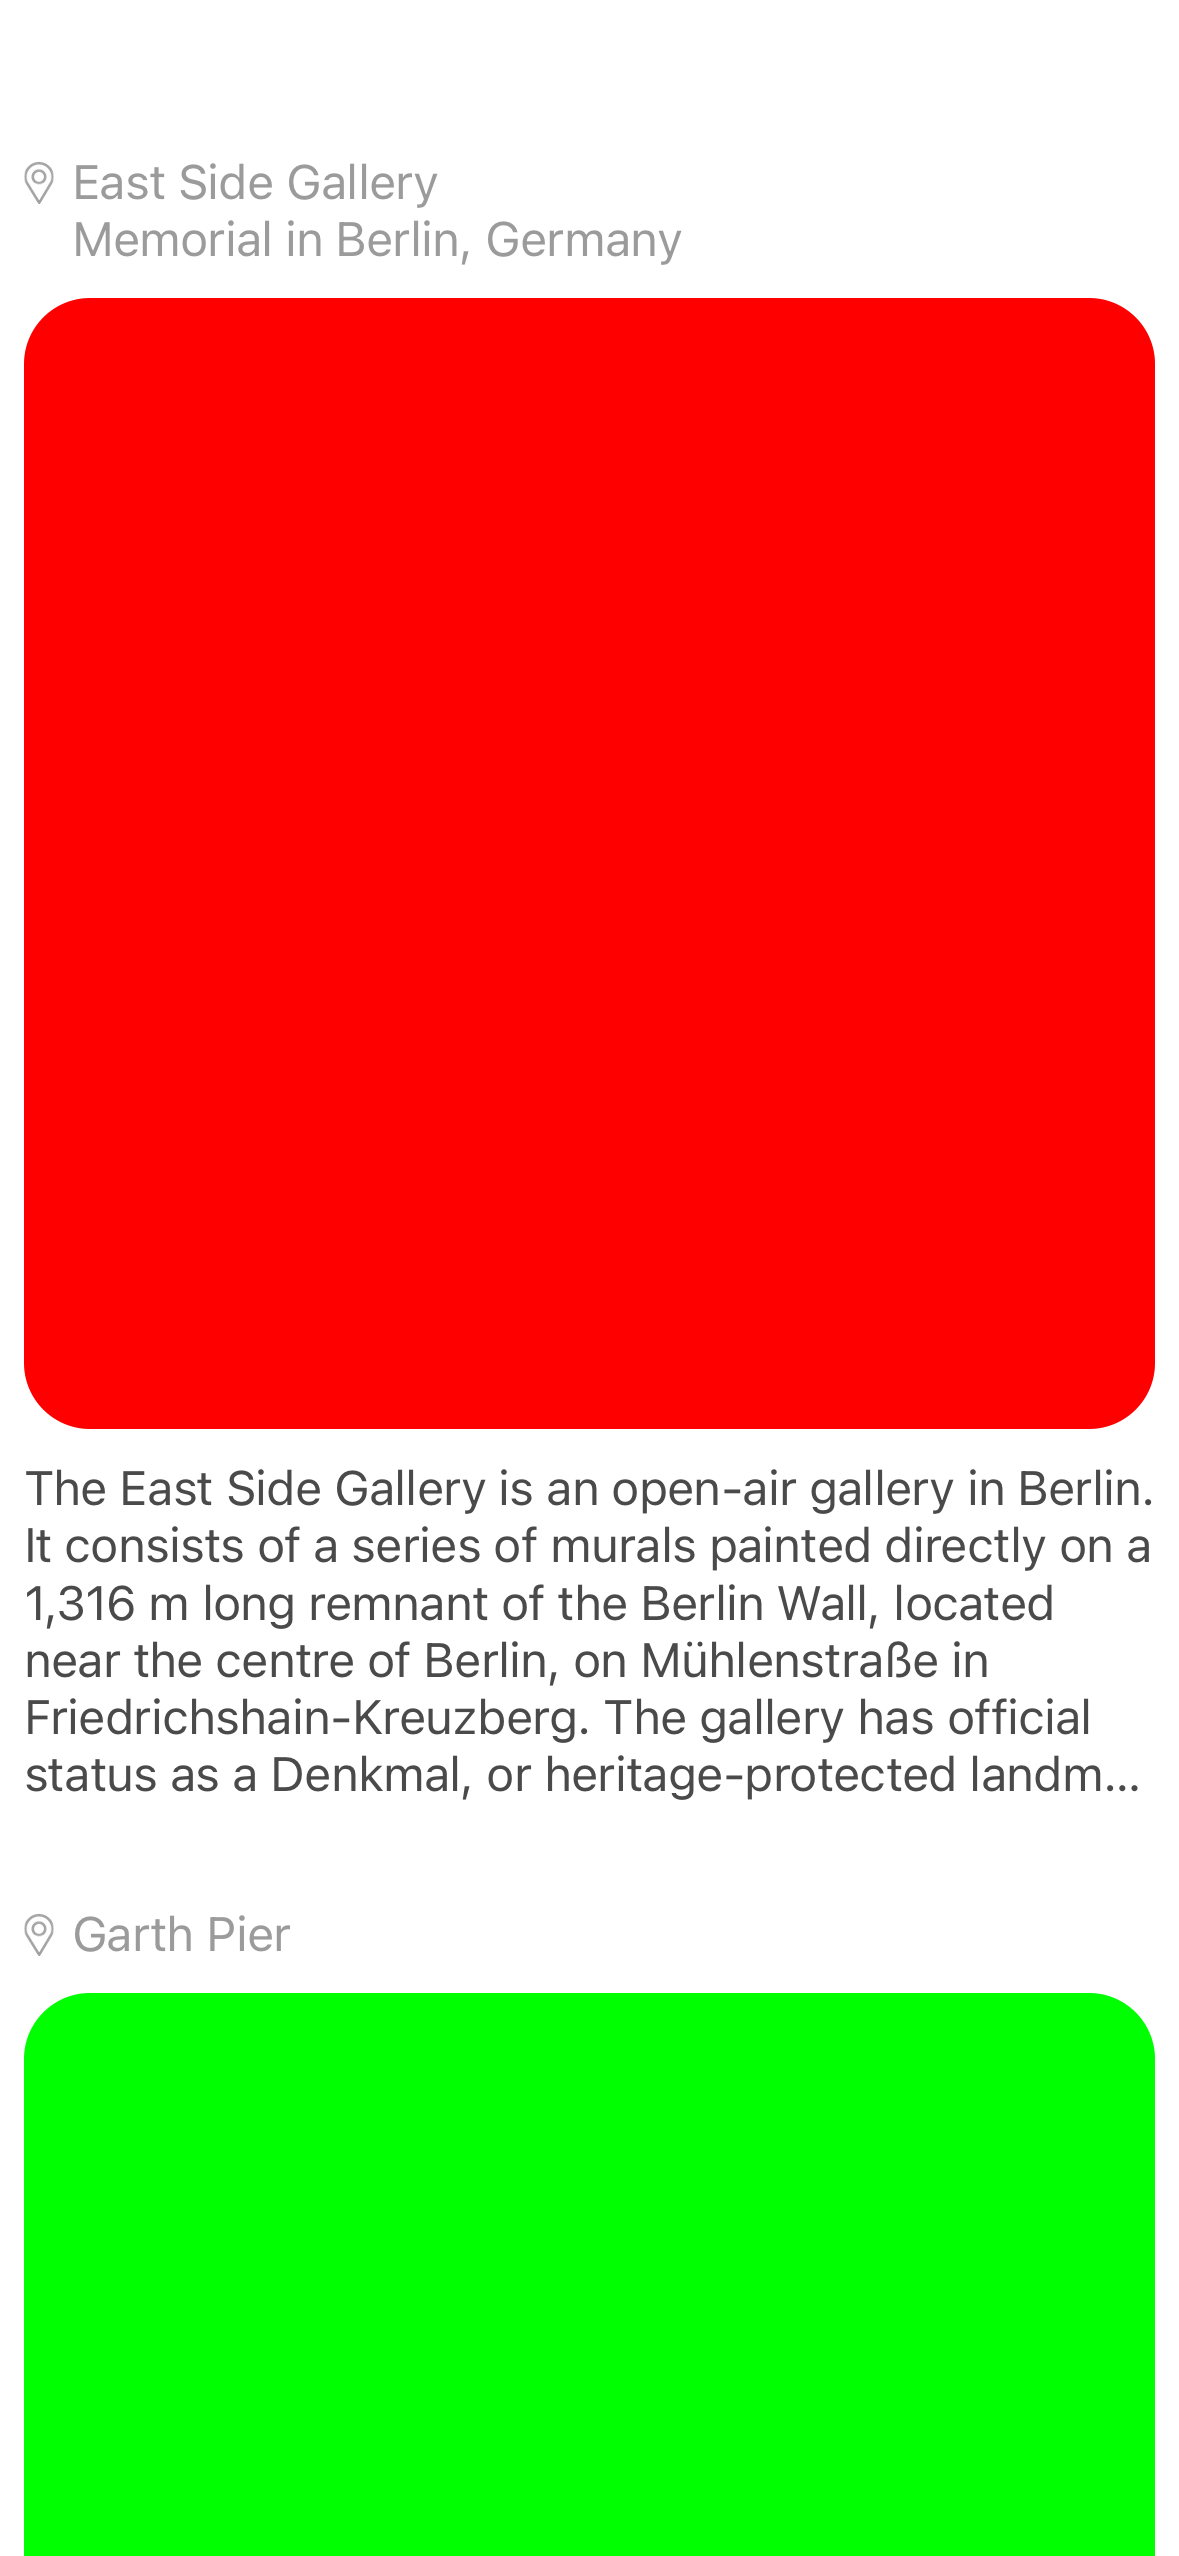 East Side Gallery
Memorial in Berlin, Germany
The East Side Gallery is an open-air gallery in Berlin.
It consists of a series of murals painted directly on a
1,316 m long remnant of the Berlin Wall, located
near the centre of Berlin, on Mühlenstraße in
Friedrichshain-Kreuzberg. The gallery has official
status as a Denkmal, or heritage-protected landm...
Garth Pier